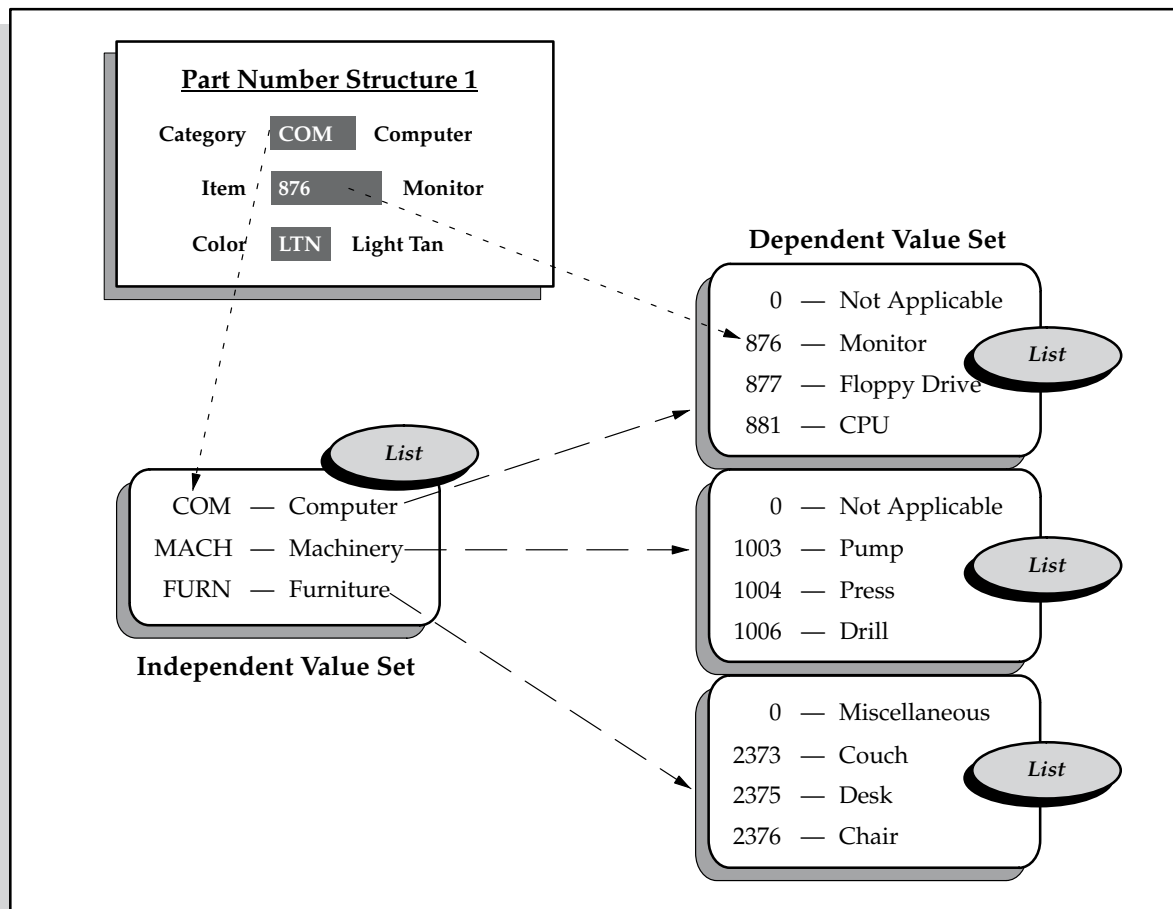 Part Number Structure 1
Category COM Computer
Item 876 Monitor
Color LTN Light Tan
Dependent Value Set
0 — Not Applicable
876 — Monitor
877 — Floppy Drive
881 — CPU
List
List
COM — Computer
MACH — Machinery
FURN — Furniture
Independent Value Set
0 — Not Applicable
1003 — Pump
1004 — Press
1006 — Drill
List
0 — Miscellaneous
2373 — Couch
2375 — Desk
2376 — Chair
List